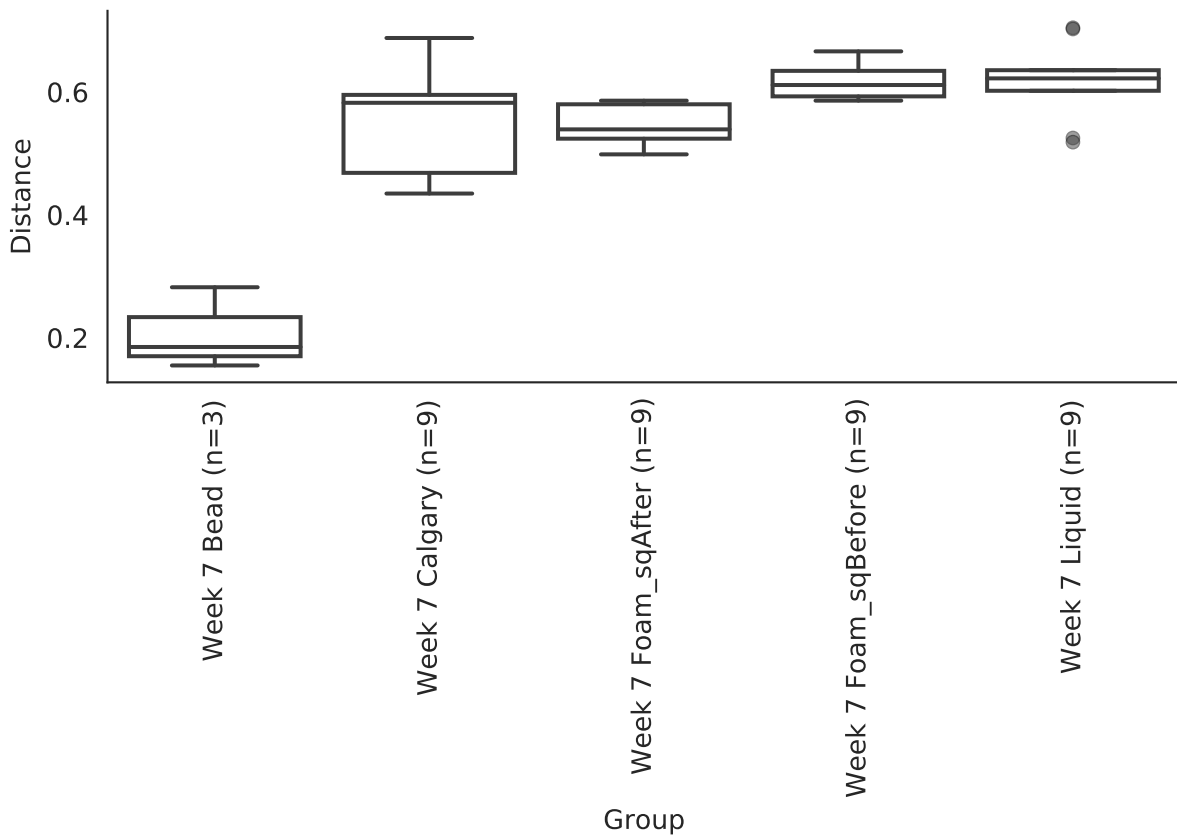 Distance
0.6
0.4
0.2
Week 7 Bead (n=3)
Week 7 Calgary (n=9)
Week 7 Foam_sqAfter (n=9)
Week 7 Foam_sqBefore (n=9)
Week 7 Liquid (n=9)
Group